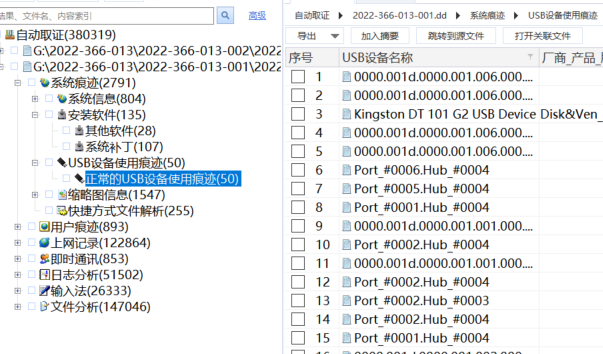 结果、文件名、内容索引
高级
自动取证(380319)
G:\2022-366-013\2022-366-013-002\2022
G:\2022-366-013\2022-366-013-001\2022
系统痕迹(2791)
系统信息(804)
安装软件(135)
其他软件(28)
系统补丁(107)
USB设备使用痕迹(50)
正常的USB设备使用痕迹(50)
缩略图信息(1547)
快捷方式文件解析(255)
用户痕迹(893)
上网记录(122864)
即时通讯(853)
日志分析(51502)
输入法(26333)
文件分析(147046)
自动取证 2022-366-013-001.dd 系统痕迹 USB设备使用痕迹
导出 加入摘要 跳转到源文件 打开关联文件
序号 USB设备名称 厂商_产品_
1 0000.001d.0000.001.006.000....
2 0000.001d.0000.001.006.000....
3 Kingston DT 101 G2 USB Device Disk&Ven_
4 0000.001d.0000.001.006.000....
5 0000.001d.0000.001.006.000....
6 Port_#0006.Hub_#0004
7 Port_#0005.Hub_#0004
8 Port_#0001.Hub_#0004
9 0000.001d.0000.001.001.000....
10 Port_#0002.Hub_#0004
11 0000.001d.0000.001.001.000....
12 Port_#0002.Hub_#0004
13 Port_#0002.Hub_#0003
14 Port_#0002.Hub_#0004
15 Port_#0001.Hub_#0004